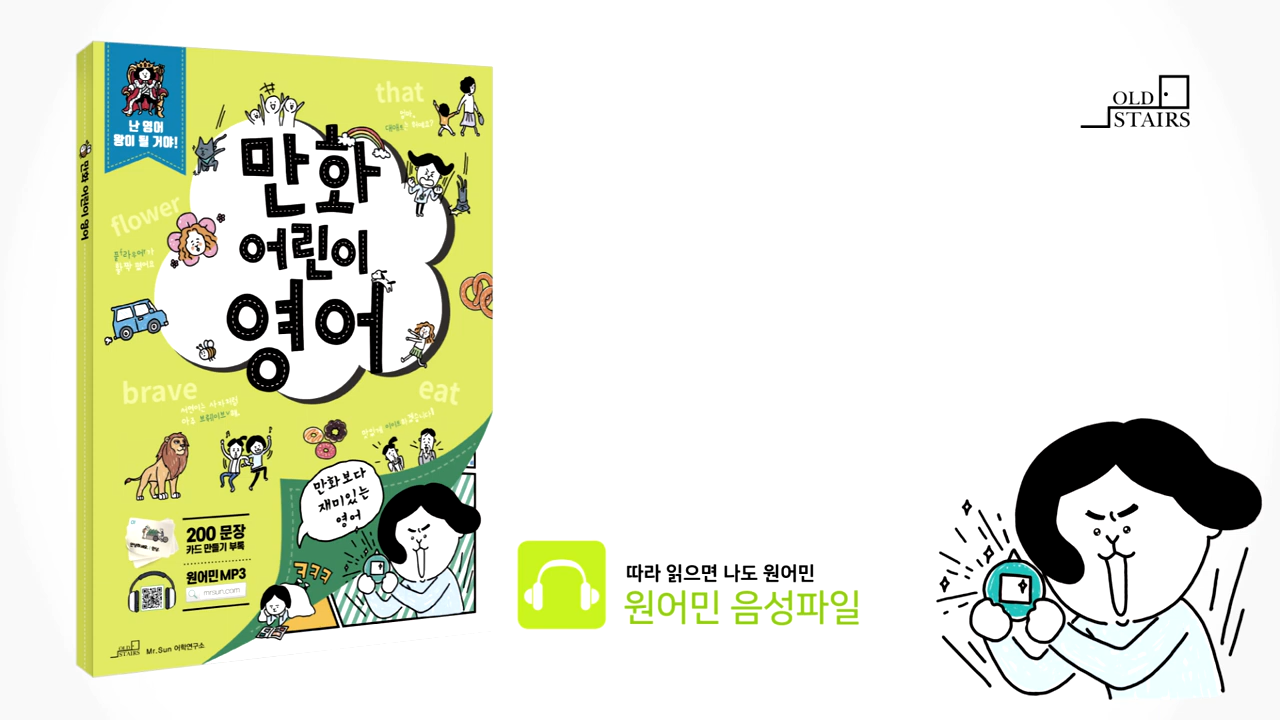 난 영어
왕이 될 거야!
만화 어린이 영어
that
엄마,
flower
만화
어린이
영어
brave
eat
만화보다
재미있는
영어
200 문장
카드 만들기 부록
원어민 MP3
mrsun.com
ㅋㅋㅋ
OLD
STAIRS
Mr.Sun 어학연구소
따라 읽으면 나도 원어민
원어민 음성파일
OLD
STAIRS